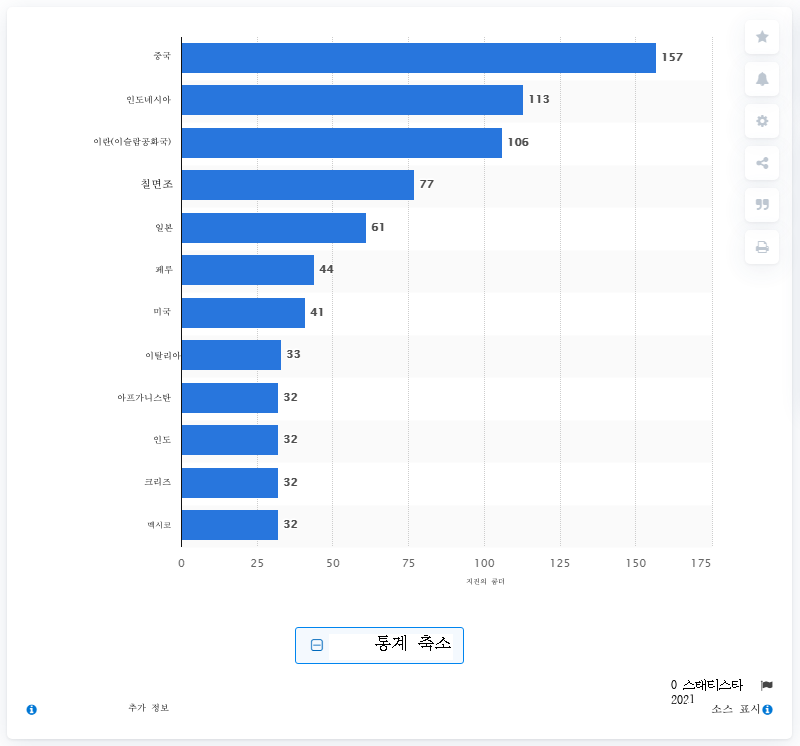 중국 157
인도네시아 113
이란(이슬람공화국) 106
칠면조 77
일본 61
페루 44
미국 41
이탈리아 33
아프가니스탄 32
인도 32
크리즈 32
멕시코 32
0 25 50 75 100 125 150 175
지진의
통계 축소
0 스태티스타
2021
추가 정보
소스 표시